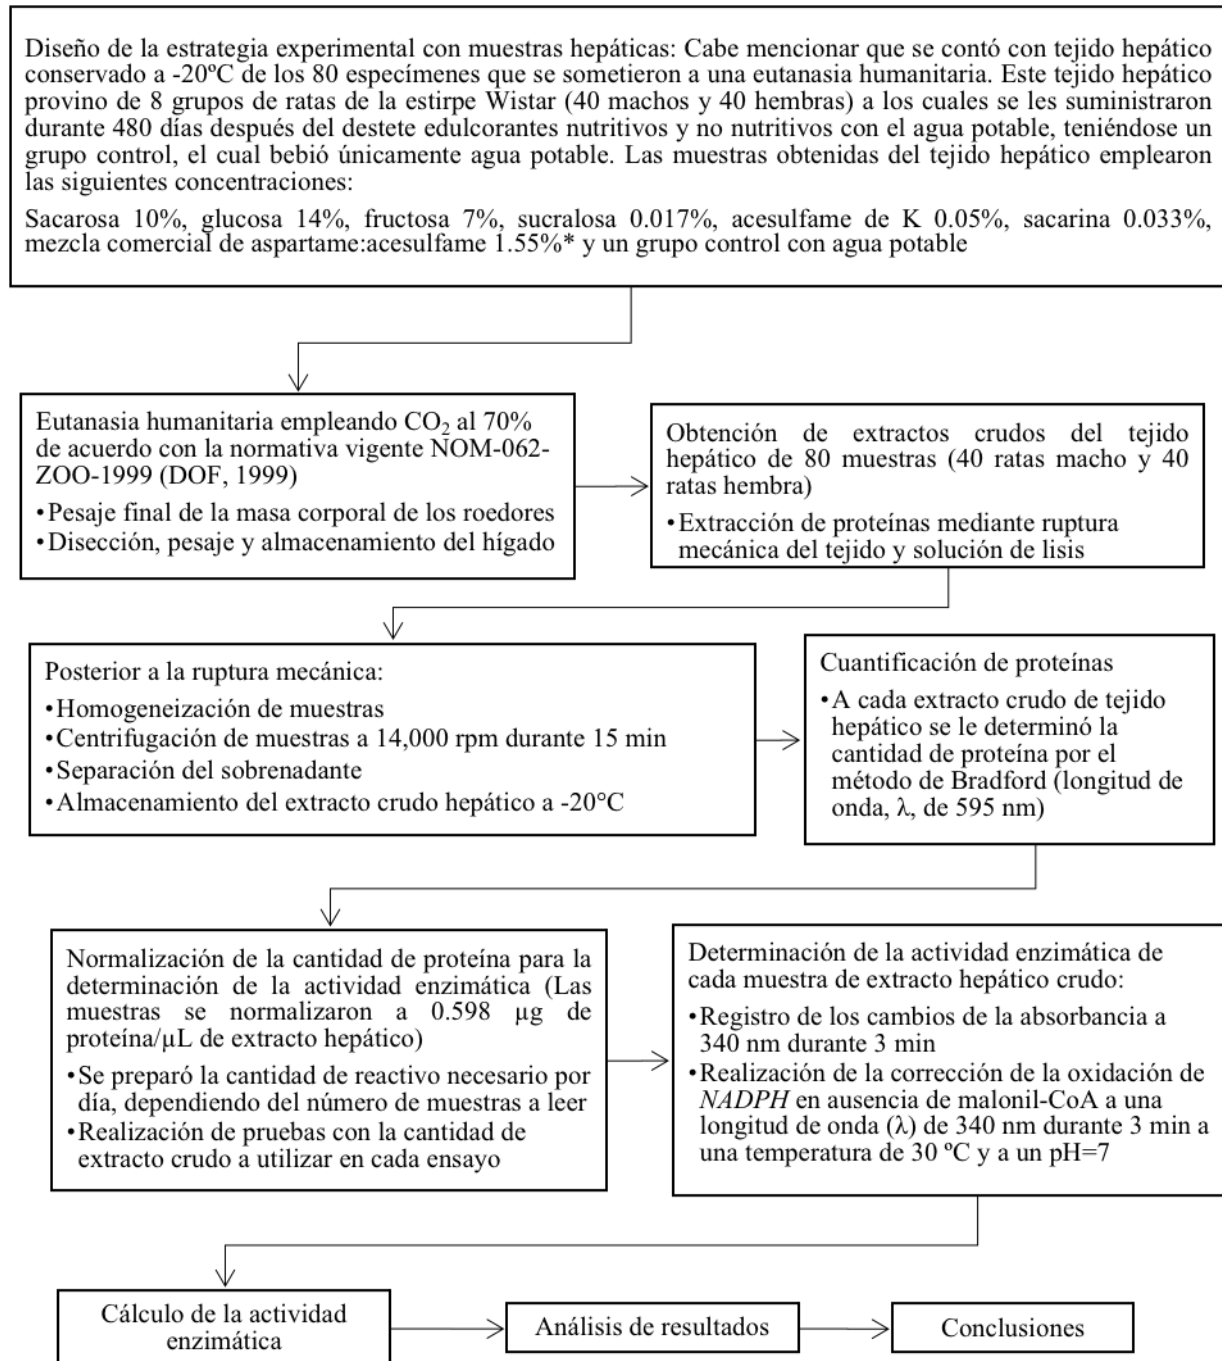 Diseño de la estrategia experimental con muestras hepáticas: Cabe mencionar que se contó con tejido hepático
conservado a -20ºC de los 80 especímenes que se sometieron a una eutanasia humanitaria. Este tejido hepático
provino de 8 grupos de ratas de la estirpe Wistar (40 machos y 40 hembras) a los cuales se les suministraron
durante 480 días después del destete edulcorantes nutritivos y no nutritivos con el agua potable, teniéndose un
grupo control, el cual bebió únicamente agua potable. Las muestras obtenidas del tejido hepático emplearon
las siguientes concentraciones:
Sacarosa 10%, glucosa 14%, fructosa 7%, sucralosa 0.017%, acesulfame de K 0.05%, sacarina 0.033%,
mezcla comercial de aspartame:acesulfame 1.55%* y un grupo control con agua potable
Eutanasia humanitaria empleando CO₂ al 70%
de acuerdo con la normativa vigente NOM-062-
ZOO-1999 (DOF, 1999)
•Pesaje final de la masa corporal de los roedores
•Disección, pesaje y almacenamiento del hígado
Obtención de extractos crudos del tejido
hepático de 80 muestras (40 ratas macho y 40
ratas hembra)
•Extracción de proteínas mediante ruptura
mecánica del tejido y solución de lisis
Posterior a la ruptura mecánica:
•Homogeneización de muestras
•Centrifugación de muestras a 14,000 rpm durante 15 min
•Separación del sobrenadante
•Almacenamiento del extracto crudo hepático a -20°C
Cuantificación de proteínas
•A cada extracto crudo de tejido
hepático se le determinó la
cantidad de proteína por el
método de Bradford (longitud de
onda, λ, de 595 nm)
Normalización de la cantidad de proteína para la
determinación de la actividad enzimática (Las
muestras se normalizaron a 0.598 µg de
proteína/µL de extracto hepático)
•Se preparó la cantidad de reactivo necesario por
día, dependiendo del número de muestras a leer
•Realización de pruebas con la cantidad de
extracto crudo a utilizar en cada ensayo
Determinación de la actividad enzimática de
cada muestra de extracto hepático crudo:
•Registro de los cambios de la absorbancia a
340 nm durante 3 min
•Realización de la corrección de la oxidación de
NADPH en ausencia de malonil-CoA a una
longitud de onda (λ) de 340 nm durante 3 min a
una temperatura de 30 ºC y a un pH=7
Cálculo de la actividad
enzimática
Análisis de resultados
Conclusiones